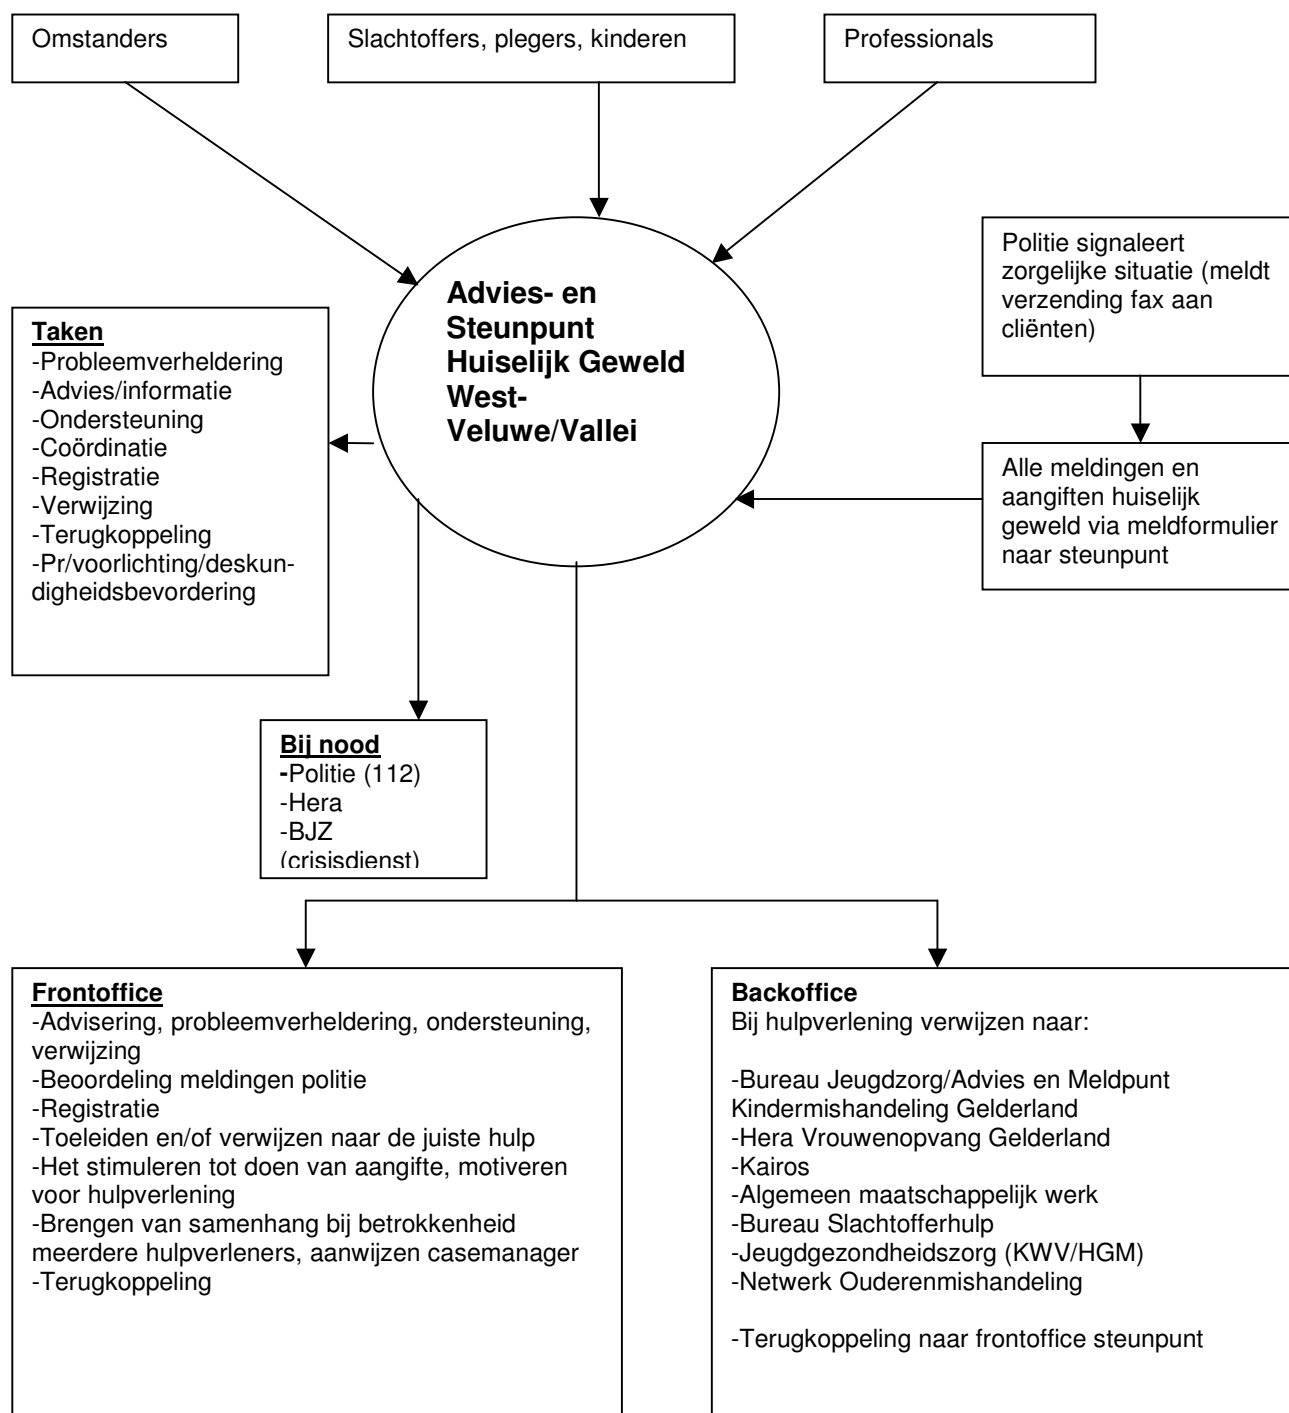 Omstanders
Slachtoffers, plegers, kinderen
Professionals
Politie signaleert
zorgelijke situatie (meldt
verzending fax aan
cliënten)
Advies- en
Steunpunt
Huiselijk Geweld
West-
Veluwe/Vallei
Taken
-Probleemverheldering
-Advies/informatie
-Ondersteuning
-Coördinatie
-Registratie
-Verwijzing
-Terugkoppeling
-Pr/voorlichting/deskun-
digheidsbevordering
Alle meldingen en
aangiften huiselijk
geweld via meldformulier
naar steunpunt
Bij nood
-Politie (112)
-Hera
-BJZ
(crisisdienst)
Frontoffice
-Advisering, probleemverheldering, ondersteuning,
verwijzing
-Beoordeling meldingen politie
-Registratie
-Toeleiden en/of verwijzen naar de juiste hulp
-Het stimuleren tot doen van aangifte, motiveren
voor hulpverlening
-Brengen van samenhang bij betrokkenheid
meerdere hulpverleners, aanwijzen casemanager
-Terugkoppeling
Backoffice
Bij hulpverlening verwijzen naar:
-Bureau Jeugdzorg/Advies en Meldpunt
Kindermishandeling Gelderland
-Hera Vrouwenopvang Gelderland
-Kairos
-Algemeen maatschappelijk werk
-Bureau Slachtofferhulp
-Jeugdgezondheidszorg (KWV/HGM)
-Netwerk Ouderenmishandeling
-Terugkoppeling naar frontoffice steunpunt